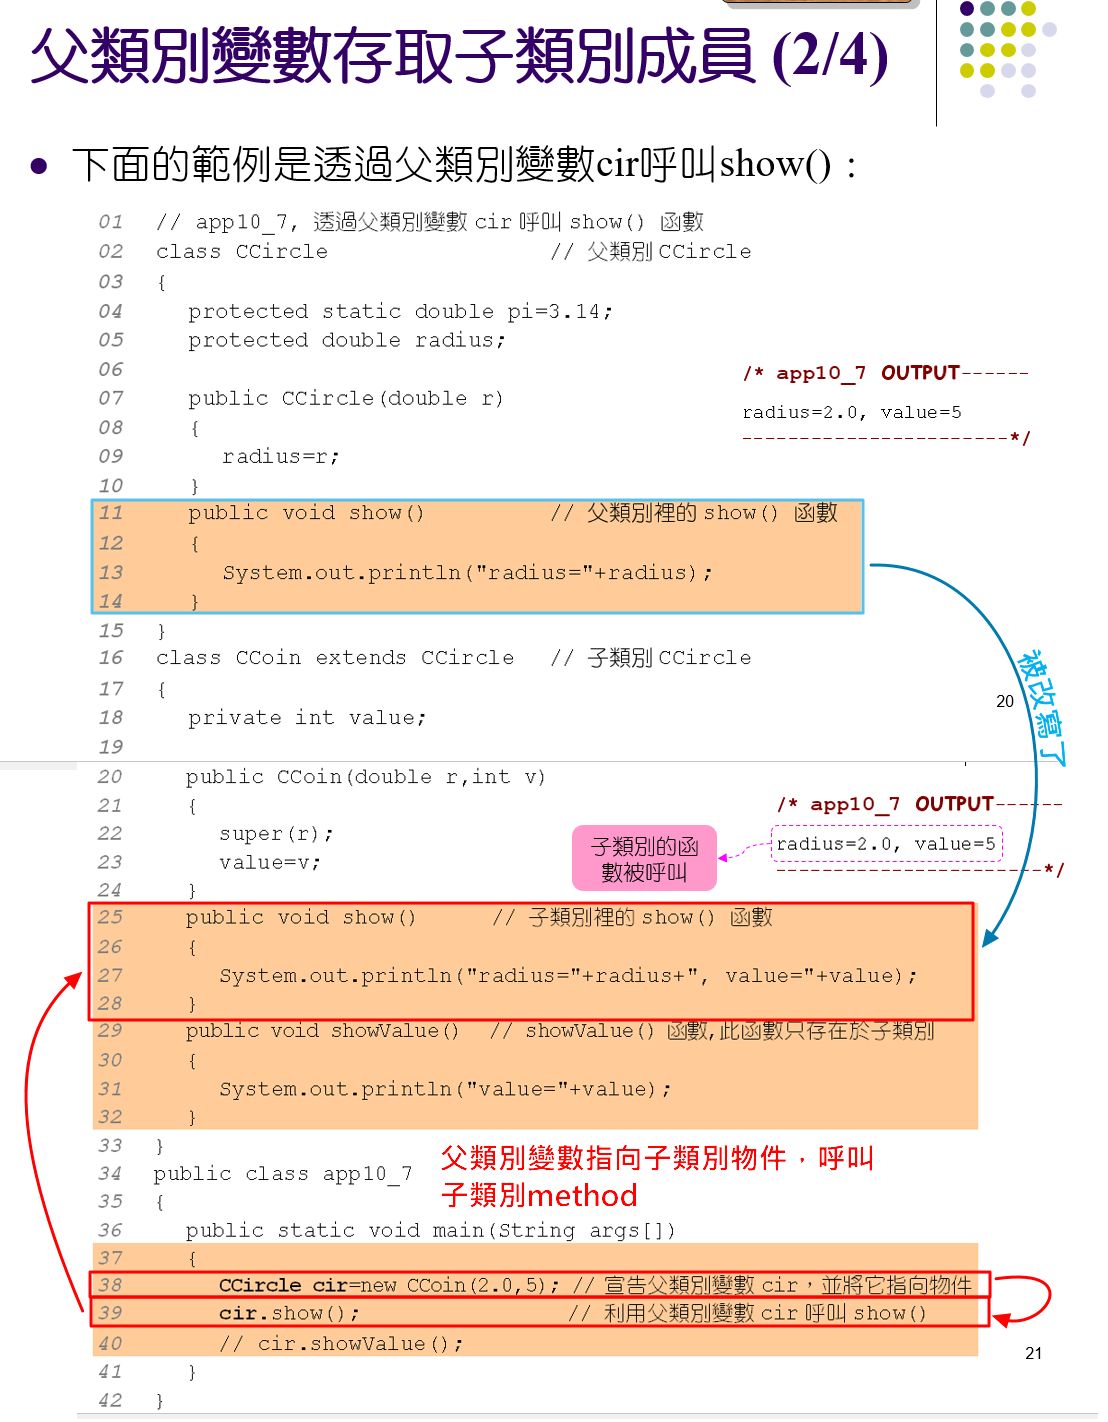 父類別變數存取子類別成員 (2/4)
● 下面的範例是透過父類別變數cir呼叫show()：
01 // app10_7, 透過父類別變數 cir 呼叫 show() 函數
02 class CCircle // 父類別 CCircle
03 {
04 protected static double pi=3.14;
05 protected double radius;
06
07 public CCircle(double r)
08 {
09 radius=r;
10 }
11 public void show() // 父類別裡的 show() 函數
12 {
13 System.out.println("radius="+radius);
14 }
15 }
16 class CCoin extends CCircle // 子類別 CCircle
17 {
18 private int value;
19
/* app10_7 OUTPUT------
radius=2.0, value=5
-----------------------*/
被改寫了
20
20 public CCoin(double r,int v)
21 {
22 super(r);
23 value=v;
24 }
25 public void show() // 子類別裡的 show() 函數
26 {
27 System.out.println("radius="+radius+", value="+value);
28 }
29 public void showValue() // showValue() 函數,此函數只存在於子類別
30 {
31 System.out.println("value="+value);
32 }
33 }
34 public class app10_7
35 {
36 public static void main(String args[])
37 {
38 CCircle cir=new CCoin(2.0,5); // 宣告父類別變數 cir，並將它指向物件
39 cir.show(); // 利用父類別變數 cir 呼叫 show()
40 // cir.showValue();
41 }
42 }
/* app10_7 OUTPUT------
radius=2.0, value=5
-----------------------*/
子類別的函
數被呼叫
父類別變數指向子類別物件，呼叫
子類別method
21